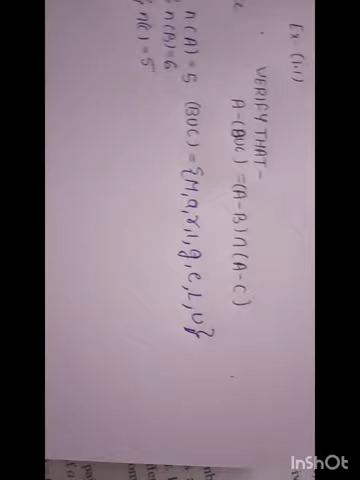 Ex - (1.1)
VERIFY THAT -
A-(BUC) = (A-B)∩(A-C)
n(A) = 5 (BUC) = {M, a, r, i, g, e, L, U}
n(B) = 6
n(C) = 5
InShOt